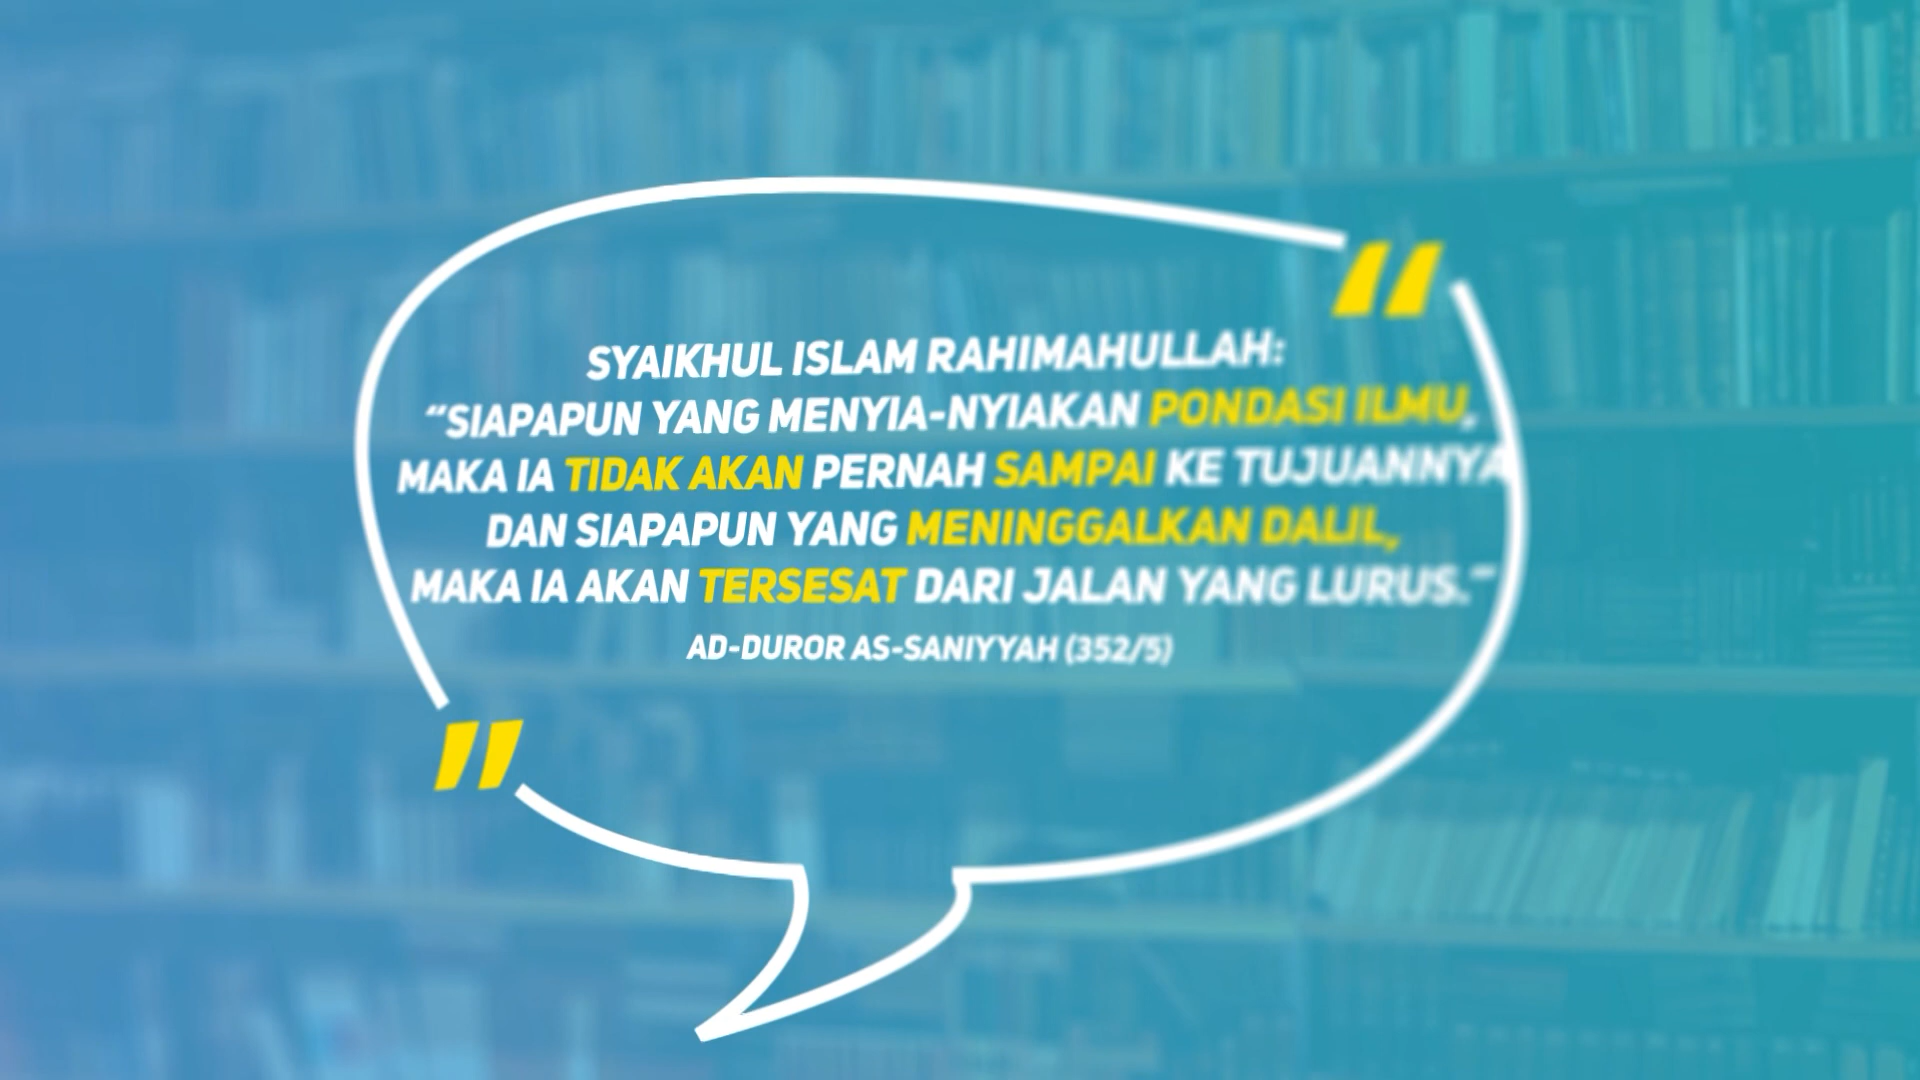 SYAIKHUL ISLAM RAHIMAHULLAH:
“SIAPAPUN YANG MENYIA-NYIAKAN PONDASI ILMU,
MAKA IA TIDAK AKAN PERNAH SAMPAI KE TUJUANNYA
DAN SIAPAPUN YANG MENINGGALKAN DALIL,
MAKA IA AKAN TERSESAT DARI JALAN YANG LURUS.”
AD-DUROR AS-SANIYYAH (352/5)